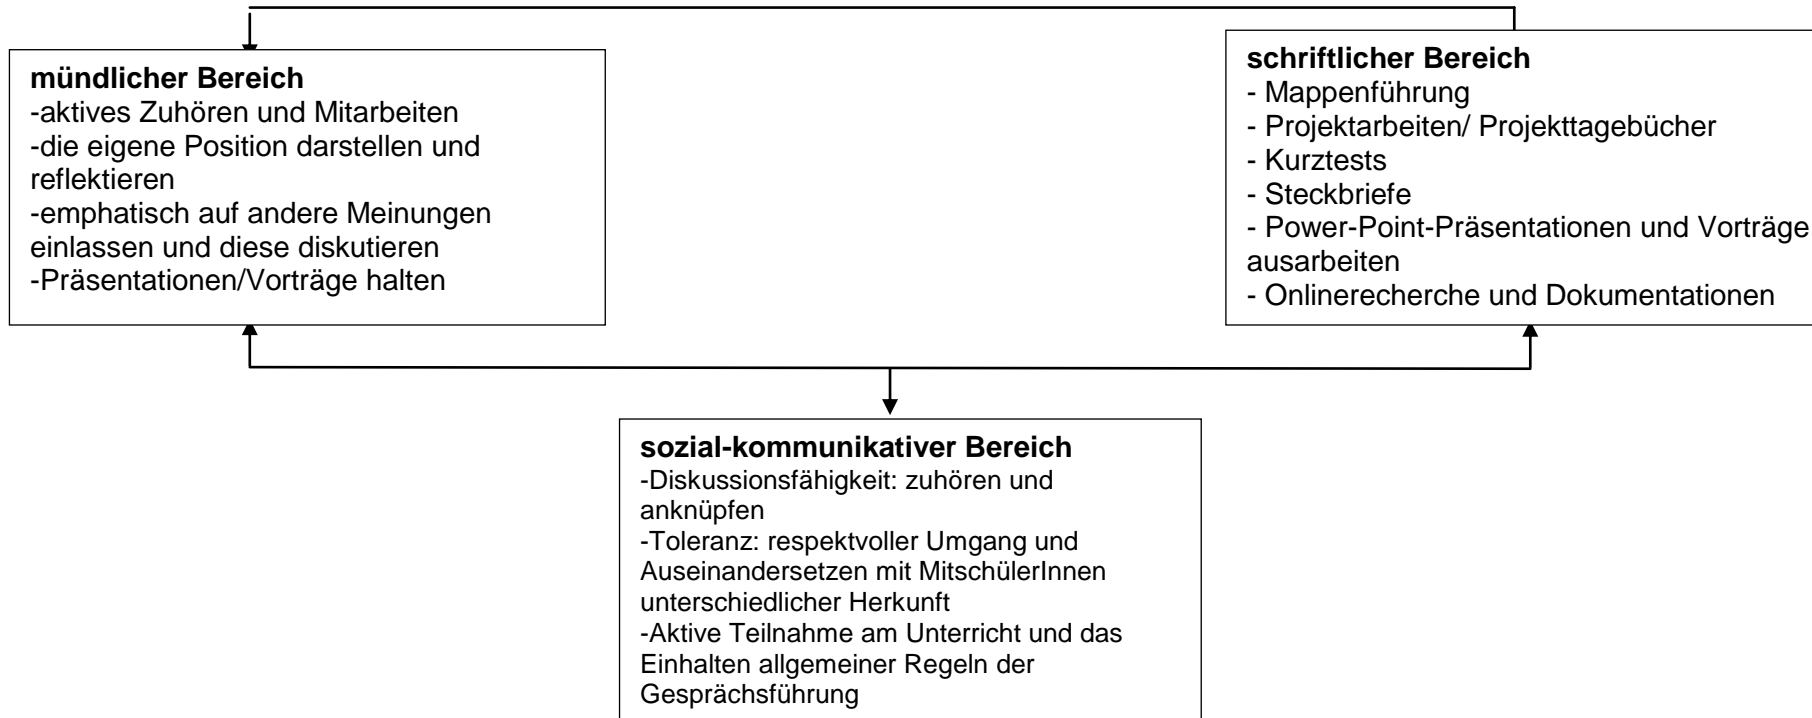 mündlicher Bereich
-aktives Zuhören und Mitarbeiten
-die eigene Position darstellen und
reflektieren
-emphatisch auf andere Meinungen
einlassen und diese diskutieren
-Präsentationen/Vorträge halten
schriftlicher Bereich
- Mappenführung
- Projektarbeiten/ Projekttagebücher
- Kurztests
- Steckbriefe
- Power-Point-Präsentationen und Vorträge
ausarbeiten
- Onlinerecherche und Dokumentationen
sozial-kommunikativer Bereich
-Diskussionsfähigkeit: zuhören und
anknüpfen
-Toleranz: respektvoller Umgang und
Auseinandersetzen mit MitschülerInnen
unterschiedlicher Herkunft
-Aktive Teilnahme am Unterricht und das
Einhalten allgemeiner Regeln der
Gesprächsführung